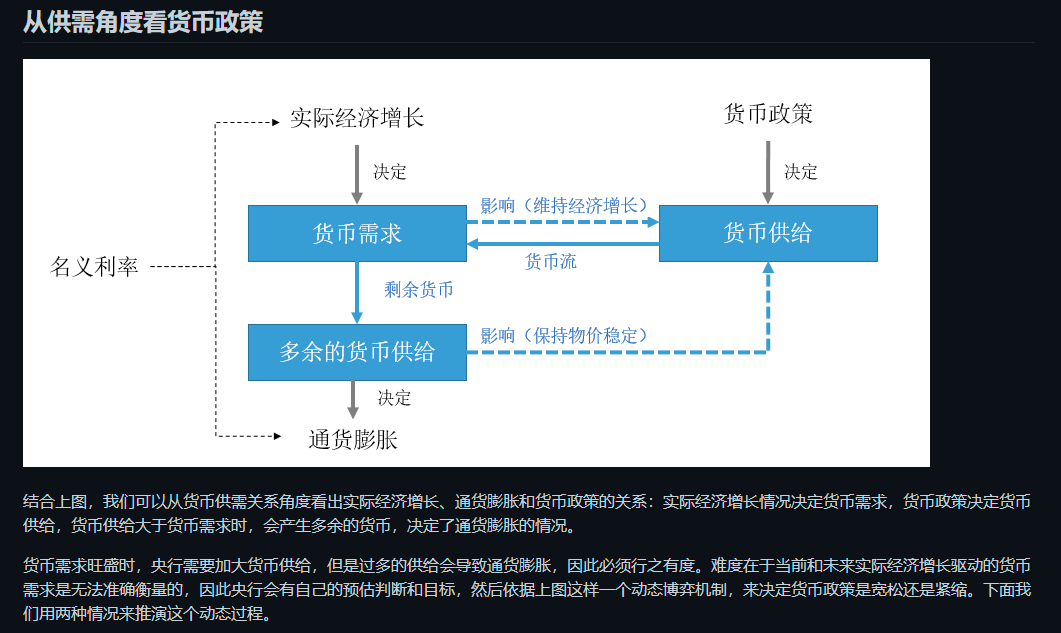 从供需角度看货币政策
实际经济增长
货币政策
决定
决定
影响（维持经济增长）
货币需求
货币供给
货币流
名义利率
剩余货币
影响（保持物价稳定）
多余的货币供给
决定
通货膨胀
结合上图，我们可以从货币供需关系角度看出实际经济增长、通货膨胀和货币政策的关系：实际经济增长情况决定货币需求，货币政策决定货币
供给，货币供给大于货币需求时，会产生多余的货币，决定了通货膨胀的情况。
货币需求旺盛时，央行需要加大货币供给，但是过多的供给会导致通货膨胀，因此必须行之有度。难度在于当前和未来实际经济增长驱动的货币
需求是无法准确衡量的，因此央行会有自己的预估判断和目标，然后依据上图这样一个动态博弈机制，来决定货币政策是宽松还是紧缩。下面我
们用两种情况来推演这个动态过程。